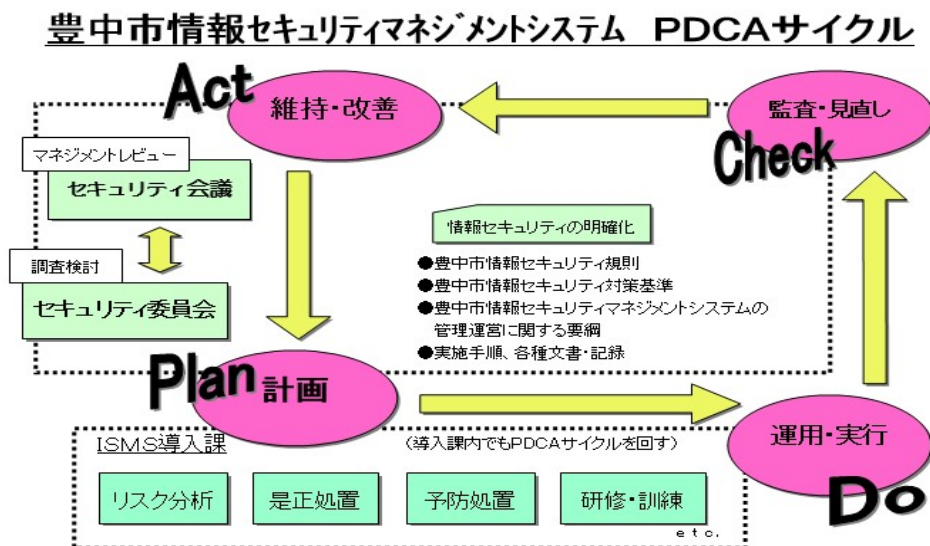 豊中市情報セキュリティマネジメントシステム PDCAサイクル
Act
維持・改善
監査・見直し
Check
マネジメントレビュー
セキュリティ会議
調査検討
セキュリティ委員会
情報セキュリティの明確化
●豊中市情報セキュリティ規則
●豊中市情報セキュリティ対策基準
●豊中市情報セキュリティマネジメントシステムの
管理運営に関する要綱
●実施手順、各種文書・記録
Plan
計画
運用・実行
Do
ISMS導入課
(導入課内でもPDCAサイクルを回す)
リスク分析
是正処置
予防処置
研修・訓練
etc.